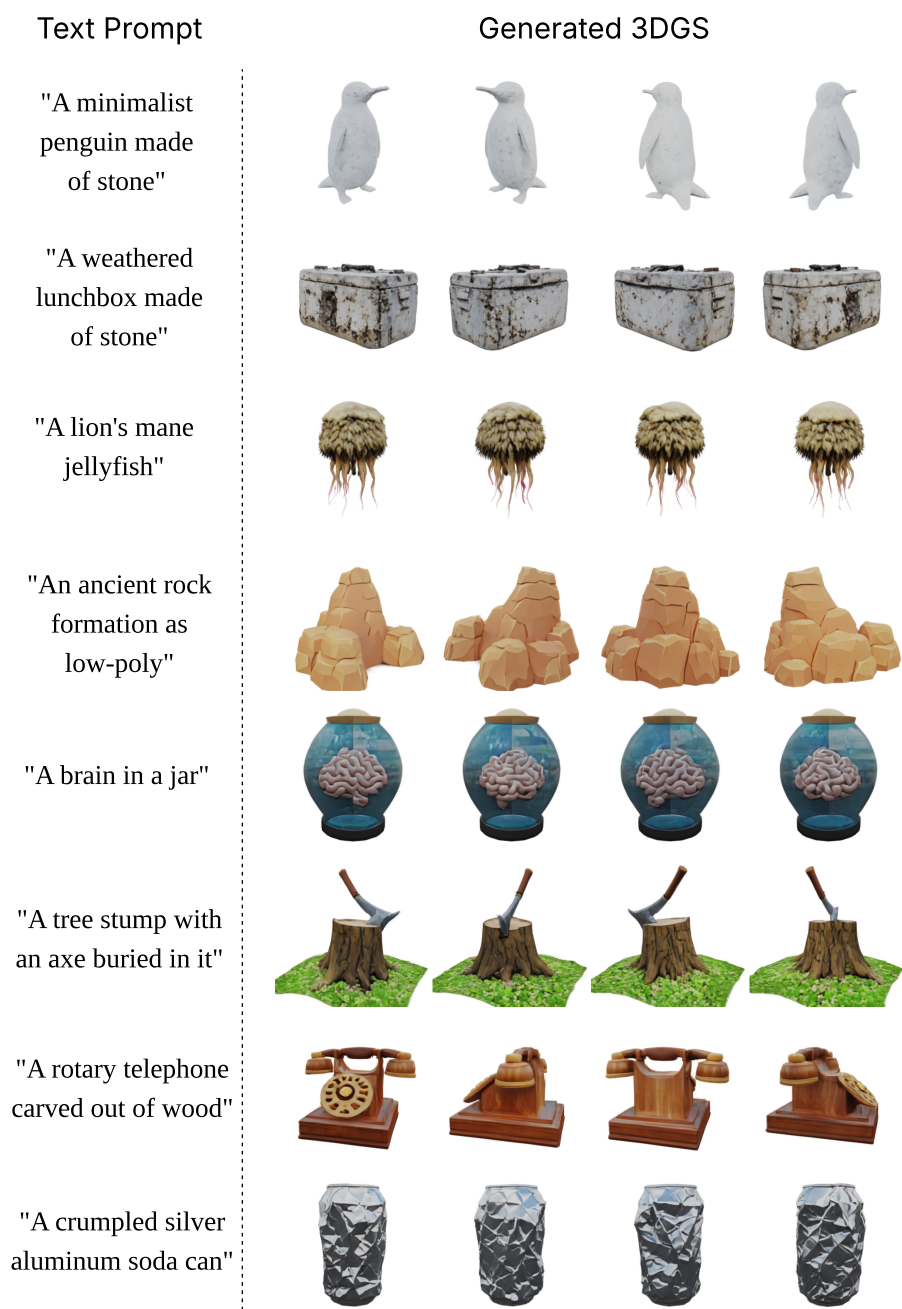 Text Prompt
Generated 3DGS
"A minimalist
penguin made
of stone"
"A weathered
lunchbox made
of stone"
"A lion's mane
jellyfish"
"An ancient rock
formation as
low-poly"
"A brain in a jar"
"A tree stump with
an axe buried in it"
"A rotary telephone
carved out of wood"
"A crumpled silver
aluminum soda can"